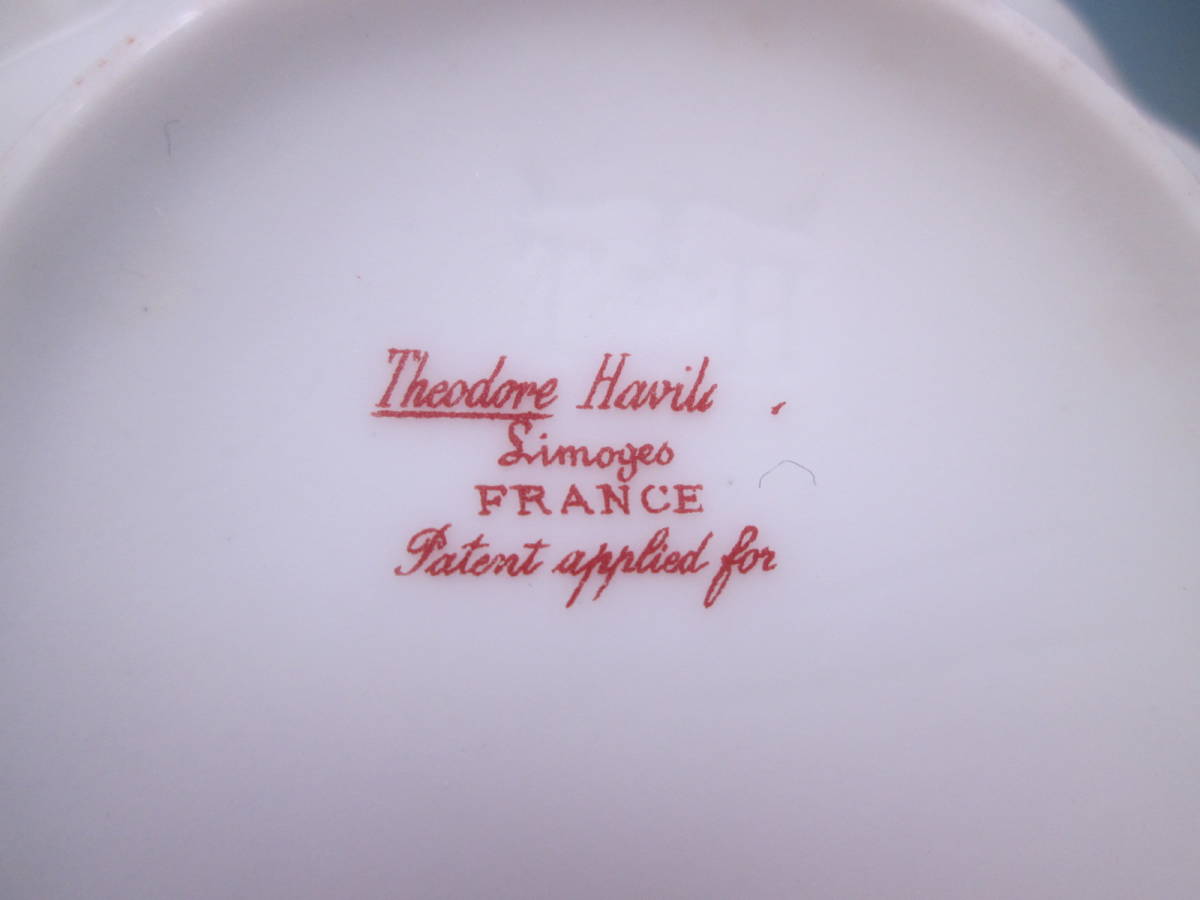 Theodore Havil
Limoges
FRANCE
Patent applied for